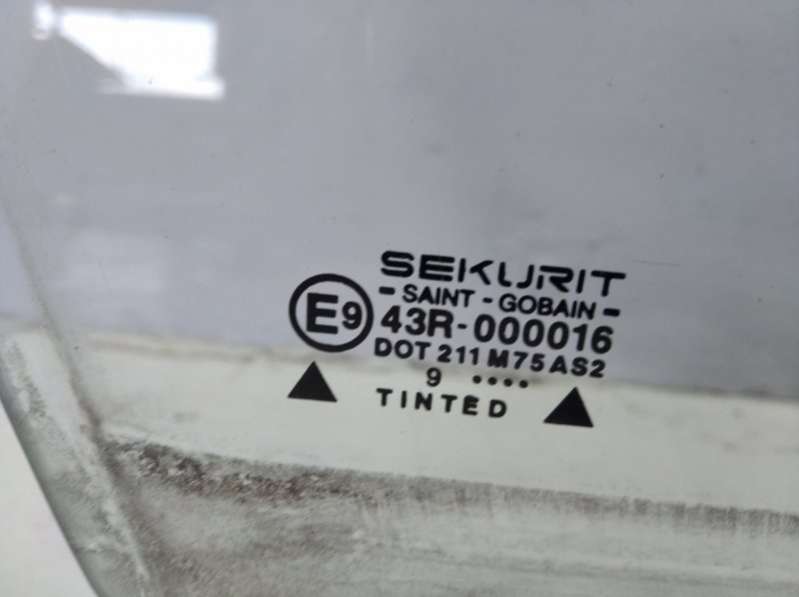 SEKURIT
- SAINT - GOBAIN -
E9 43R-000016
DOT 211 M75 AS2
9 ••••
TINTED